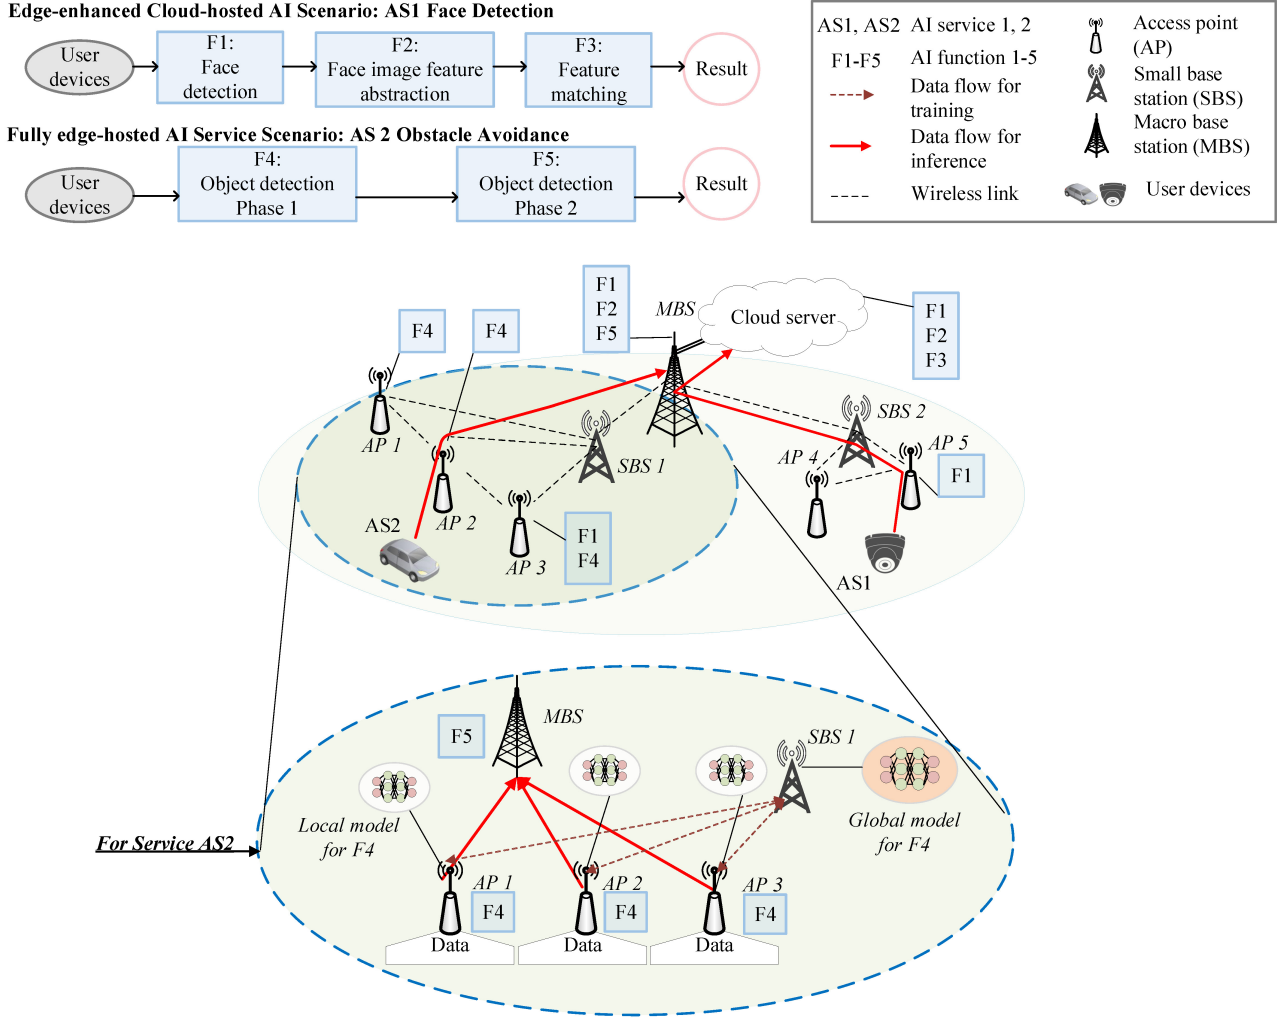 Edge-enhanced Cloud-hosted AI Scenario: AS1 Face Detection
User
devices
F1:
Face
detection
F2:
Face image feature
abstraction
F3:
Feature
matching
Result
Fully edge-hosted AI Service Scenario: AS 2 Obstacle Avoidance
User
devices
F4:
Object detection
Phase 1
F5:
Object detection
Phase 2
Result
AS1, AS2 AI service 1, 2
F1-F5 AI function 1-5
Data flow for
training
Data flow for
inference
Wireless link
Access point
(AP)
Small base
station (SBS)
Macro base
station (MBS)
User devices
F4
F4
F1
F2
F5
MBS
Cloud server
F1
F2
F3
AP 1
AP 2
AP 3
SBS 1
SBS 2
AP 4
AP 5
F1
AS2
F1
F4
AS1
MBS
F5
SBS 1
Local model
for F4
Global model
for F4
For Service AS2
AP 1
F4
AP 2
F4
AP 3
F4
Data
Data
Data